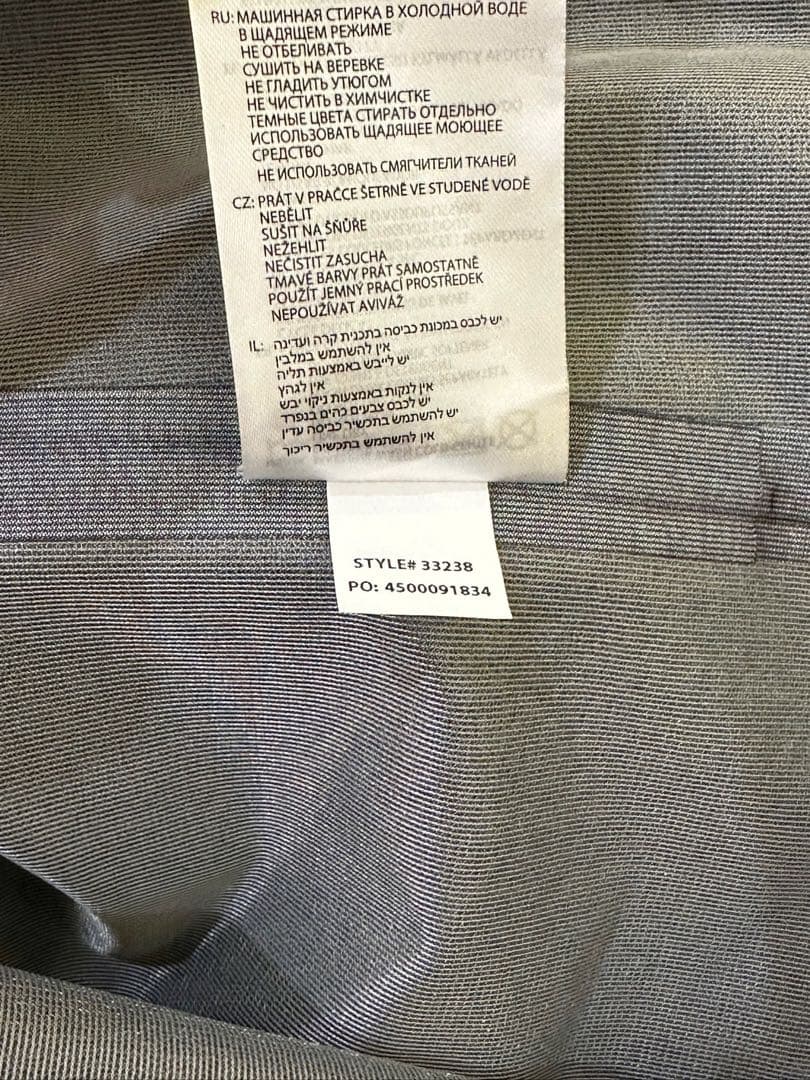 RU: МАШИННАЯ СТИРКА В ХОЛОДНОЙ ВОДЕ
В ЩАДЯЩЕМ РЕЖИМЕ
НЕ ОТБЕЛИВАТЬ
СУШИТЬ НА ВЕРЕВКЕ
НЕ ГЛАДИТЬ УТЮГОМ
НЕ ЧИСТИТЬ В ХИМЧИСТКЕ
ТЕМНЫЕ ЦВЕТА СТИРАТЬ ОТДЕЛЬНО
ИСПОЛЬЗОВАТЬ ЩАДЯЩЕЕ МОЮЩЕЕ
СРЕДСТВО
НЕ ИСПОЛЬЗОВАТЬ СМЯГЧИТЕЛИ ТКАНЕЙ
CZ: PRÁT V PRAČCE ŠETRNĚ VE STUDENÉ VODĚ
NEBĚLIT
SUŠIT NA ŠŇŮŘE
NEŽEHLIT
NEČISTIT ZASUCHA
TMAVÉ BARVY PRÁT SAMOSTATNĚ
POUŽÍT JEMNÝ PRACÍ PROSTŘEDEK
NEPOUŽÍVAT AVIVÁŽ
IL: יש לכבס במכונת כביסה בתכנית קרה ועדינה
אין להשתמש במלבין
יש לייבש באמצעות תליה
אין לגהץ
אין לנקות באמצעות ניקוי יבש
יש לכבס צבעים כהים בנפרד
יש להשתמש בתכשיר כביסה עדין
אין להשתמש בתכשיר ריכוך
STYLE# 33238
PO: 4500091834